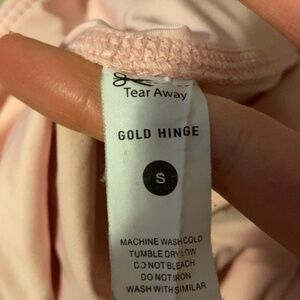 Tear Away
GOLD HINGE
S
MACHINE WASH COLD
TUMBLE DRY LOW
DO NOT BLEACH
DO NOT IRON
WASH WITH SIMILAR